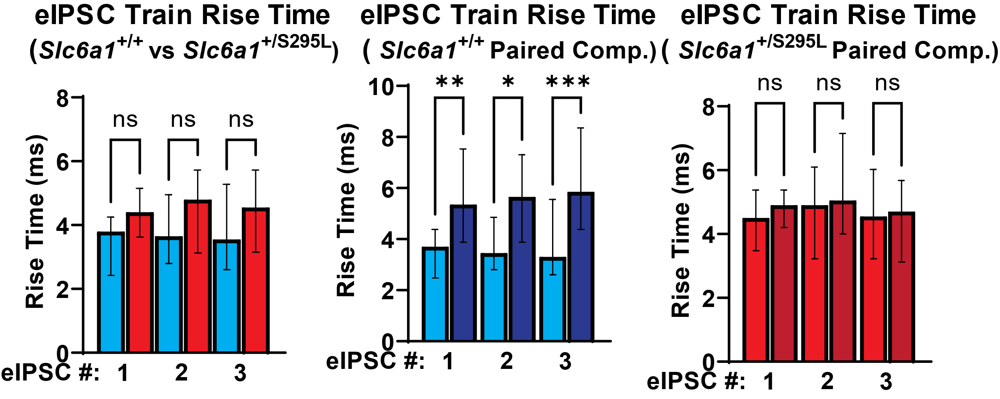 eIPSC Train Rise Time
(Slc6a1+/+ vs Slc6a1+/S295L)
ns ns ns
8
6
4
2
0
Rise Time (ms)
eIPSC #: 1 2 3
eIPSC Train Rise Time
( Slc6a1+/+ Paired Comp.)
** * ***
10
8
6
4
2
0
Rise Time (ms)
eIPSC #: 1 2 3
eIPSC Train Rise Time
( Slc6a1+/S295L Paired Comp.)
ns ns ns
8
6
4
2
0
Rise Time (ms)
eIPSC #: 1 2 3